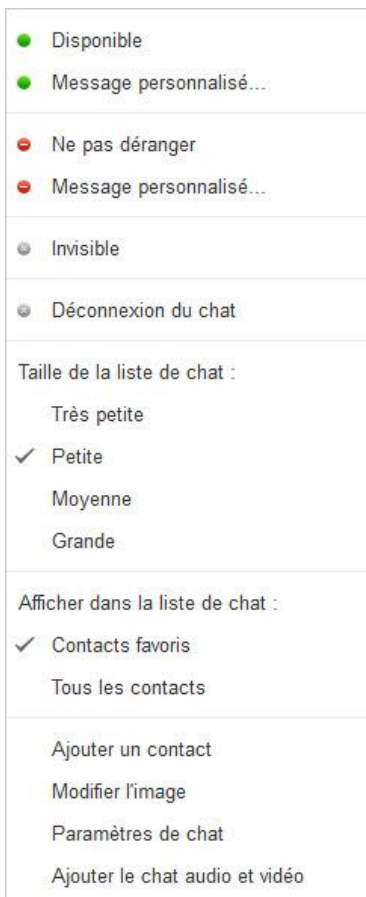 Disponible
Message personnalisé...
Ne pas déranger
Message personnalisé...
Invisible
Déconnexion du chat
Taille de la liste de chat :
Très petite
Petite
Moyenne
Grande
Afficher dans la liste de chat :
Contacts favoris
Tous les contacts
Ajouter un contact
Modifier l'image
Paramètres de chat
Ajouter le chat audio et vidéo